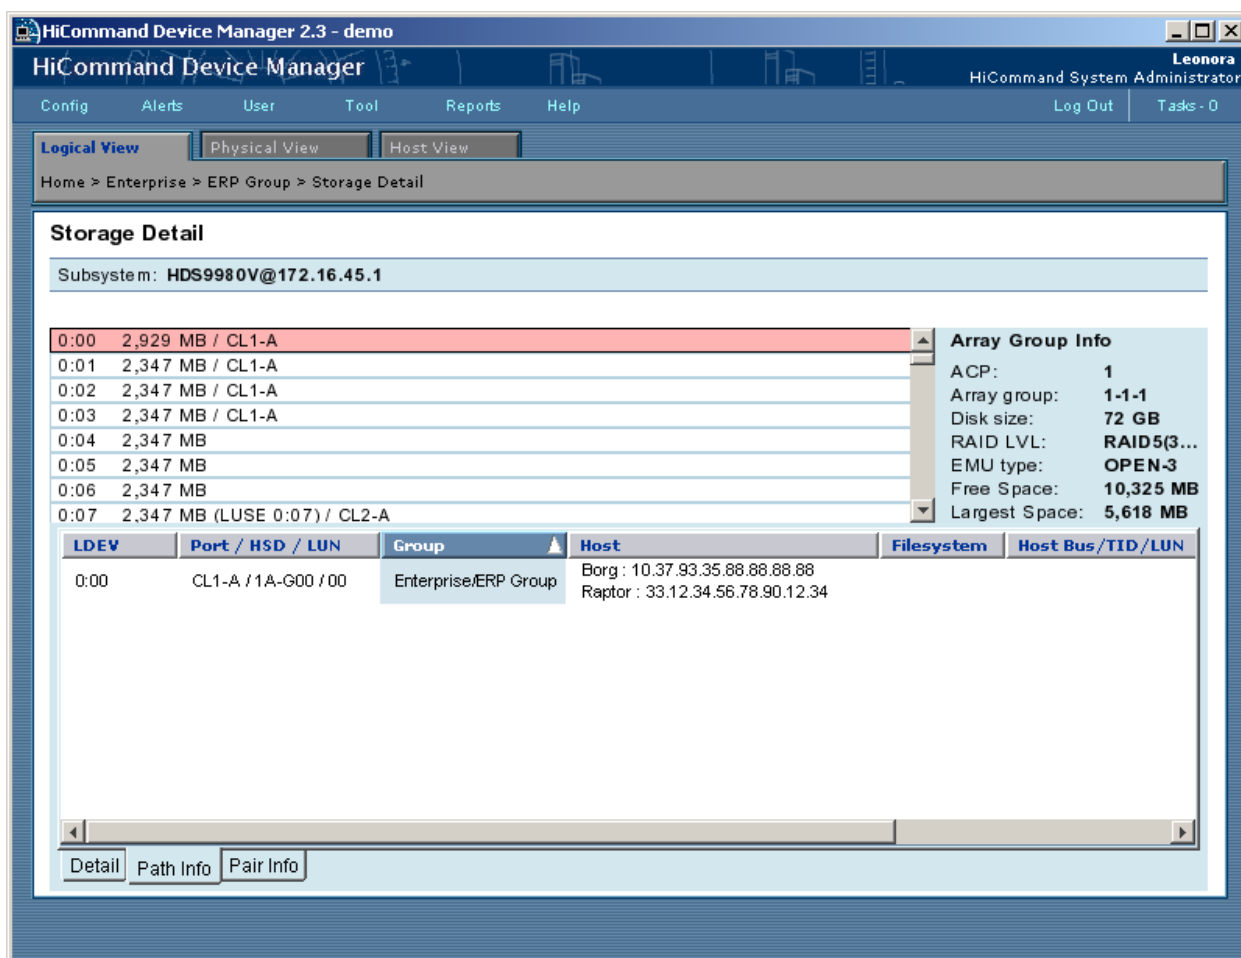 HiCommand Device Manager 2.3 - demo
HiCommand Device Manager
Leonora
HiCommand System Administrator
Config Alerts User Tool Reports Help Log Out Tasks - 0
Logical View Physical View Host View
Home > Enterprise > ERP Group > Storage Detail
Storage Detail
Subsystem: HDS9980V@172.16.45.1
0:00 2,929 MB / CL1-A
0:01 2,347 MB / CL1-A
0:02 2,347 MB / CL1-A
0:03 2,347 MB / CL1-A
0:04 2,347 MB
0:05 2,347 MB
0:06 2,347 MB
0:07 2,347 MB (LUSE 0:07) / CL2-A
Array Group Info
ACP: 1
Array group: 1-1-1
Disk size: 72 GB
RAID LVL: RAID5(3...
EMU type: OPEN-3
Free Space: 10,325 MB
Largest Space: 5,618 MB
LDEV Port / HSD / LUN Group Host Filesystem Host Bus/TID/LUN
0:00 CL1-A / 1A-G00 / 00 Enterprise/ERP Group Borg : 10.37.93.35.88.88.88.88
Raptor : 33.12.34.56.78.90.12.34
Detail Path Info Pair Info